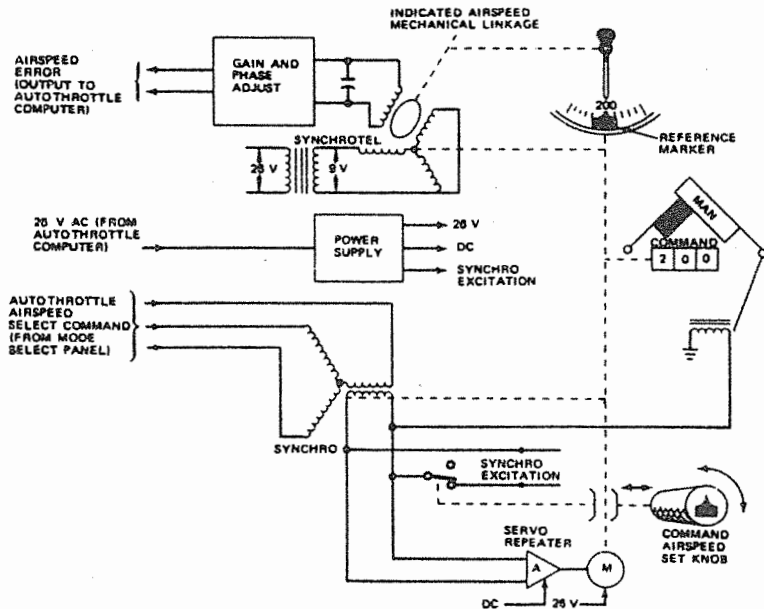 INDICATED AIRSPEED
MECHANICAL LINKAGE
AIRSPEED
ERROR
(OUTPUT TO
AUTOTHROTTLE
COMPUTER)
GAIN AND
PHASE
ADJUST
200
REFERENCE
MARKER
SYNCHROTEL
26 V
9 V
MAN
COMMAND
2 0 0
26 V AC (FROM
AUTOTHROTTLE
COMPUTER)
POWER
SUPPLY
26 V
DC
SYNCHRO
EXCITATION
AUTOTHROTTLE
AIRSPEED
SELECT COMMAND
(FROM MODE
SELECT PANEL)
SYNCHRO
SYNCHRO
EXCITATION
COMMAND
AIRSPEED
SET KNOB
SERVO
REPEATER
A
M
DC
26 V